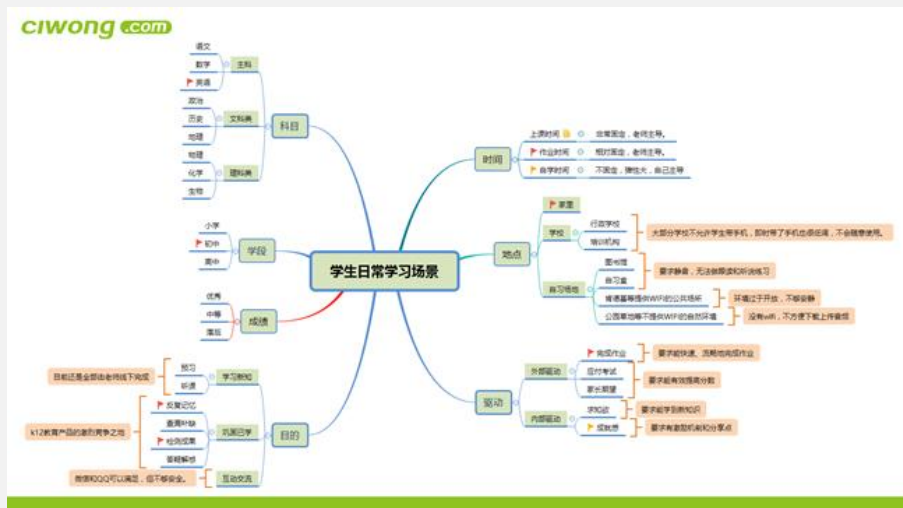 ciwong.com
学生日常学习场景
科目
主科
语文
数学
英语
文科类
政治
历史
地理
理科类
物理
化学
生物
学段
小学
初中
高中
成绩
优秀
中等
落后
目的
学习新知
预习
听课
目前还是全部由老师线下完成
巩固已学
反复记忆
查漏补缺
检测成果
答疑解惑
k12教育产品的激烈竞争之地
互动交流
微信和QQ可以满足，但不够安全。
时间
上课时间
非常固定，老师主导。
作业时间
相对固定，老师主导。
自学时间
不固定，弹性大，自己主导
地点
家里
学校
行政学校
培训机构
大部分学校不允许学生带手机，即时带了手机也很低调，不会随意使用。
自习场地
图书馆
自习室
要求静音，无法做跟读和听说练习
肯德基等提供WIFI的公共场所
环境过于开放，不够安静
公园草地等不提供WIFI的自然环境
没有wifi，不方便下载上传音频
驱动
外部驱动
完成作业
要求能快速、流畅地完成作业
应付考试
家长期望
要求能有效提高分数
内部驱动
求知欲
要求能学到新知识
成就感
要求有激励机制和分享点